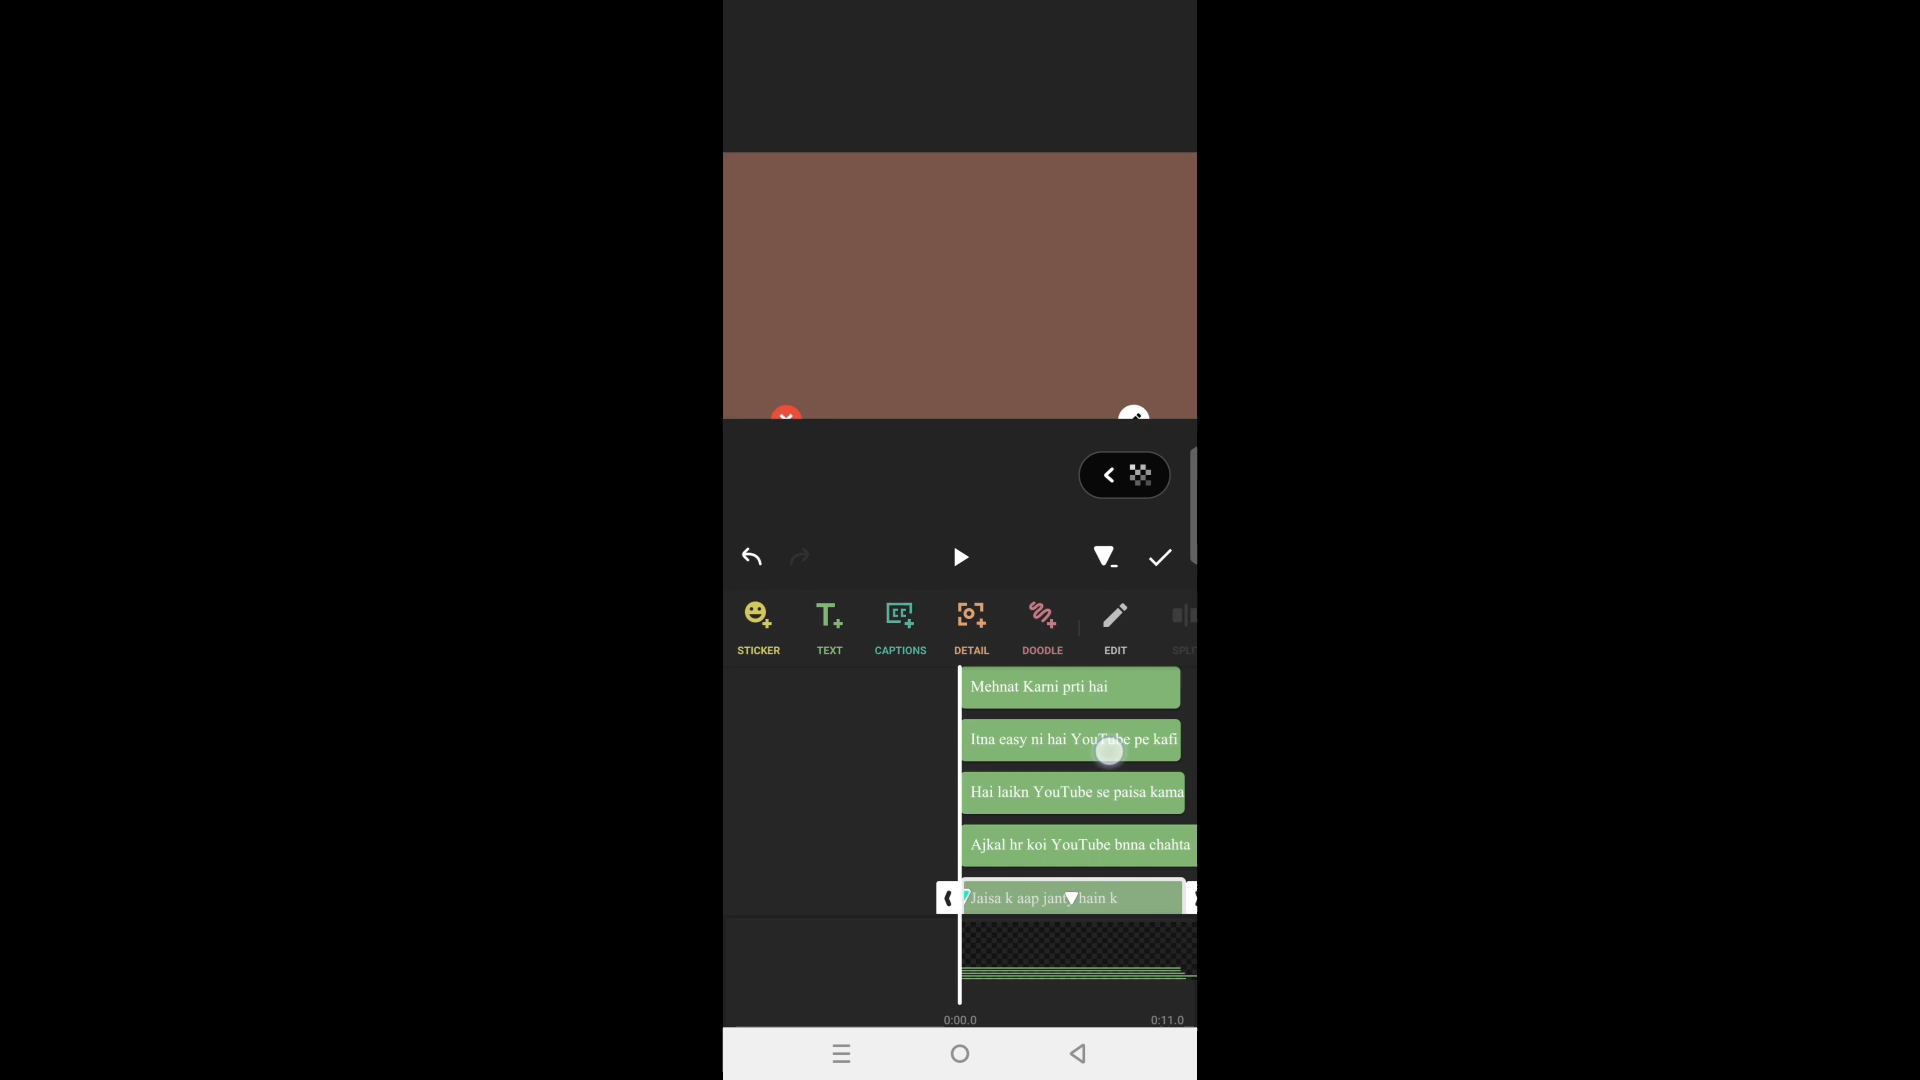 STICKER TEXT CAPTIONS DETAIL DOODLE EDIT
Mehnat Karni prti hai
Itna easy ni hai YouTube pe kafi
Hai laikn YouTube se paisa kama
Ajkal hr koi YouTube bnna chahta
Jaisa k aap hain k
0:00.0 0:11.0